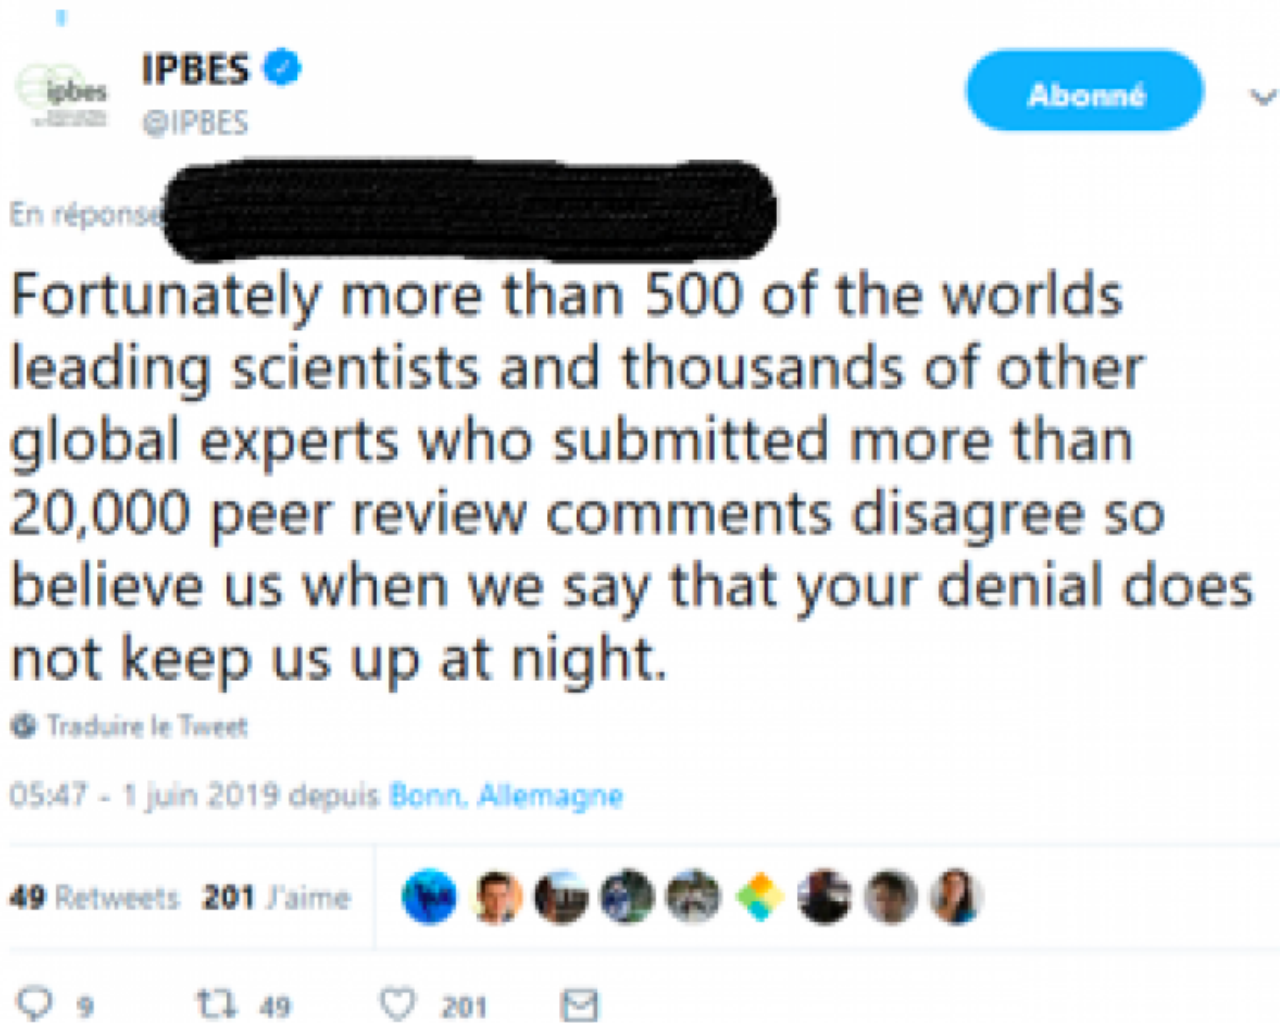 IPBES
@IPBES
ipbes
Abonné
En réponse
Fortunately more than 500 of the worlds
leading scientists and thousands of other
global experts who submitted more than
20,000 peer review comments disagree so
believe us when we say that your denial does
not keep us up at night.
Traduire le Tweet
05:47 - 1 juin 2019 depuis Bonn, Allemagne
49 Retweets 201 J'aime
9 49 201